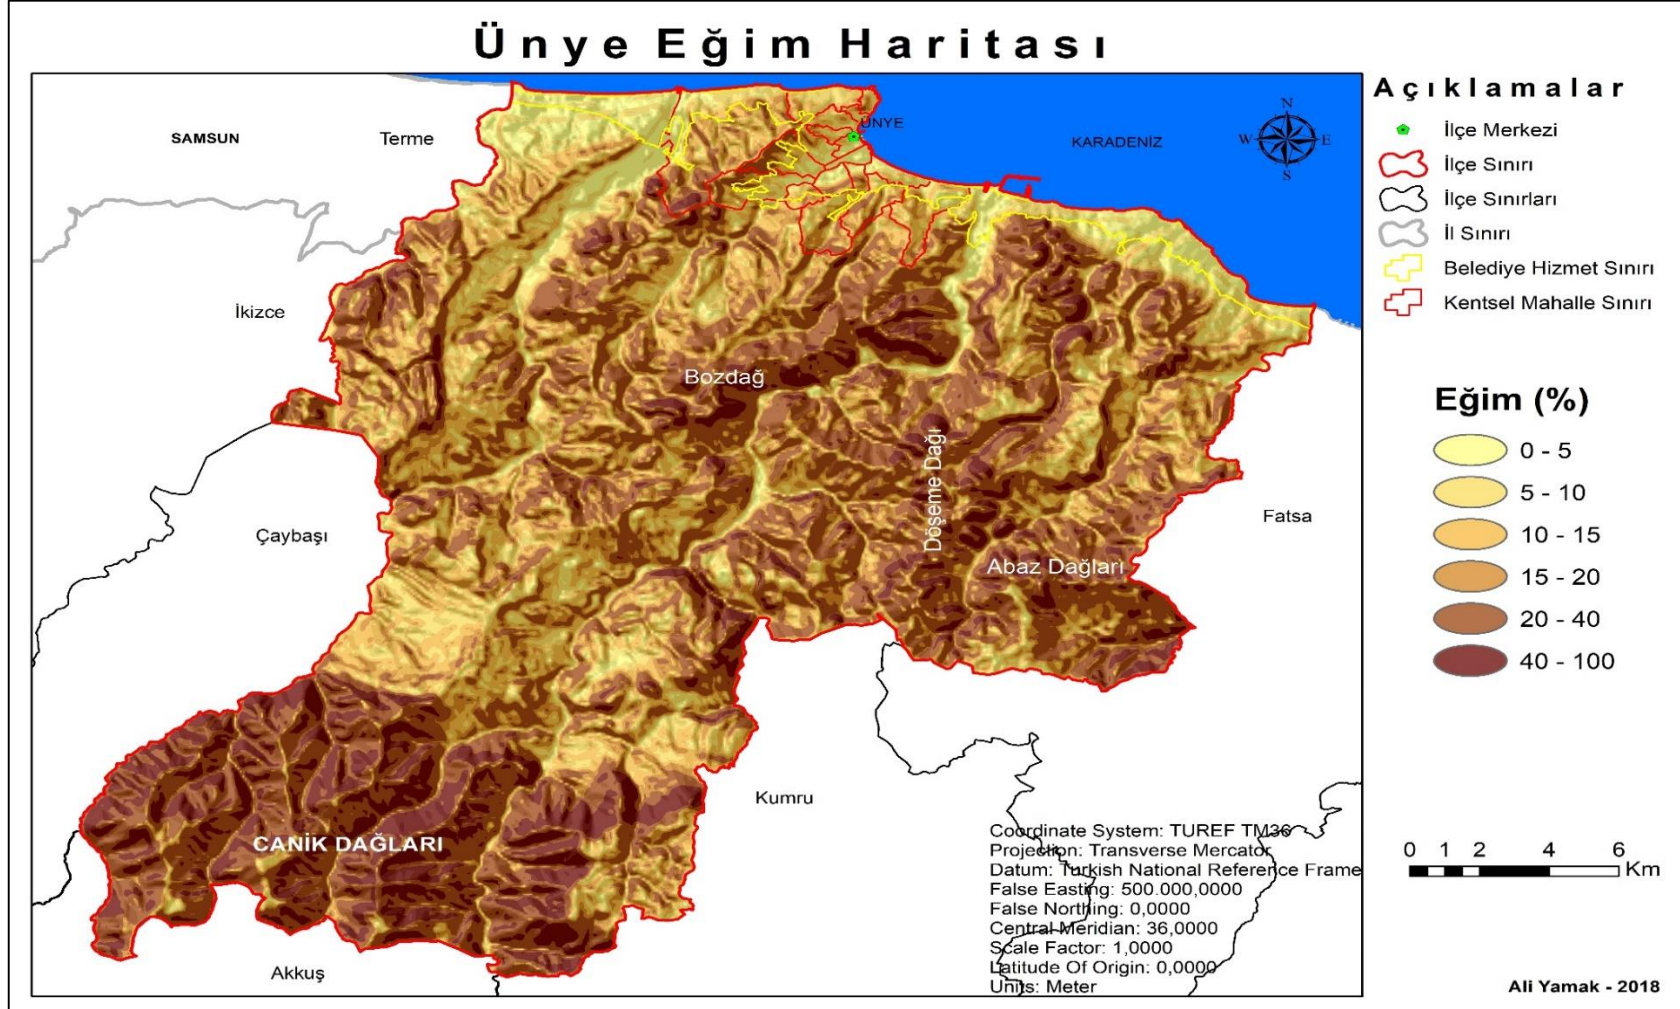 Ünye Eğim Haritası
SAMSUN
Terme
ÜNYE
KARADENİZ
N
W
E
S
İkizce
Bozdağ
Döşeme Dağı
Çaybaşı
Fatsa
Abaz Dağları
Kumru
CANİK DAĞLARI
Akkuş
Coordinate System: TUREF TM36
Projection: Transverse Mercator
Datum: Turkish National Reference Frame
False Easting: 500.000,0000
False Northing: 0,0000
Central Meridian: 36,0000
Scale Factor: 1,0000
Latitude Of Origin: 0,0000
Units: Meter
Açıklamalar
İlçe Merkezi
İlçe Sınırı
İlçe Sınırları
İl Sınırı
Belediye Hizmet Sınırı
Kentsel Mahalle Sınırı
Eğim (%)
0 - 5
5 - 10
10 - 15
15 - 20
20 - 40
40 - 100
0 1 2 4 6
Km
Ali Yamak - 2018